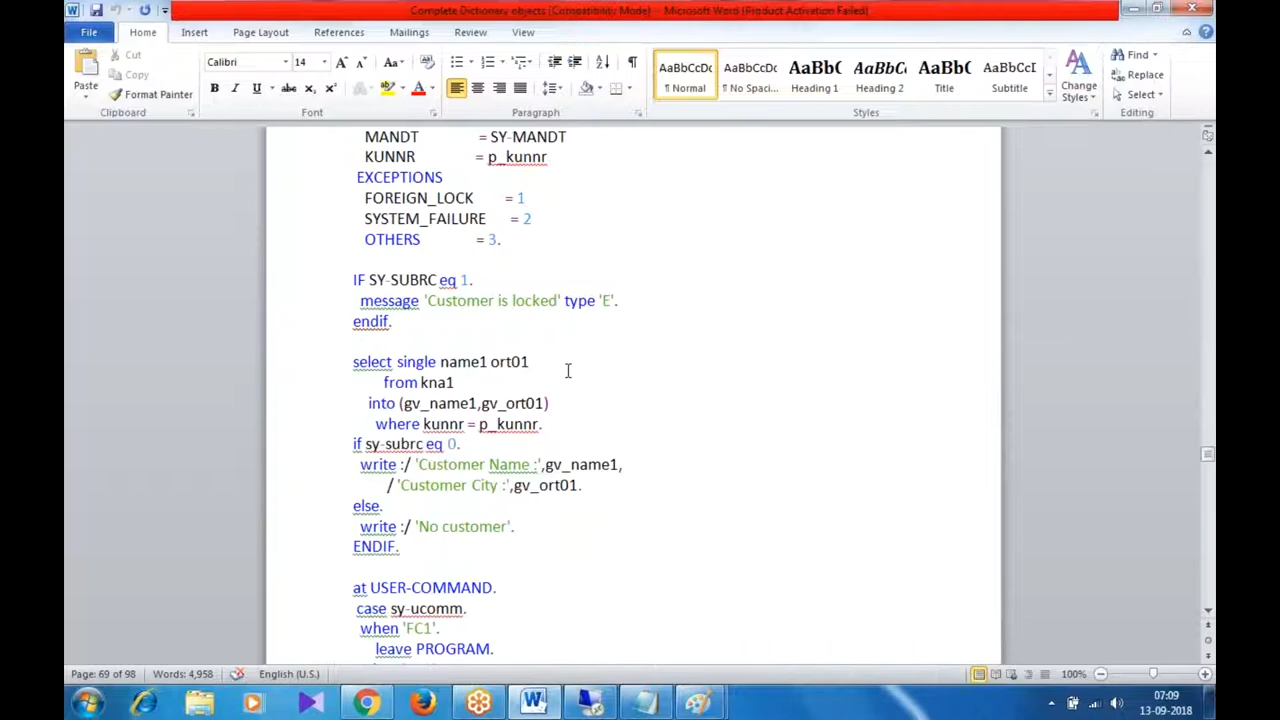 Complete Dictionary objects [Compatibility Mode] - Microsoft Word (Product Activation Failed)
File Home Insert Page Layout References Mailings Review View
Paste Cut Copy Format Painter
Calibri 14
AaBbCcDc AaBbCcDc AaBbC AaBbCc AaBbC AaBbCcI
¶ Normal ¶ No Spaci... Heading 1 Heading 2 Title Subtitle
Change Styles
Find Replace Select
Clipboard Font Paragraph Styles Editing
MANDT = SY-MANDT
KUNNR = p_kunnr
EXCEPTIONS
FOREIGN_LOCK = 1
SYSTEM_FAILURE = 2
OTHERS = 3.
IF SY-SUBRC eq 1.
message 'Customer is locked' type 'E'.
endif.
select single name1 ort01
from kna1
into (gv_name1,gv_ort01)
where kunnr = p_kunnr.
if sy-subrc eq 0.
write :/ 'Customer Name :',gv_name1,
/ 'Customer City :',gv_ort01.
else.
write :/ 'No customer'.
ENDIF.
at USER-COMMAND.
case sy-ucomm.
when 'FC1'.
leave PROGRAM.
Page: 69 of 98 Words: 4,958 English (U.S.) 100%
07:09
13-09-2018